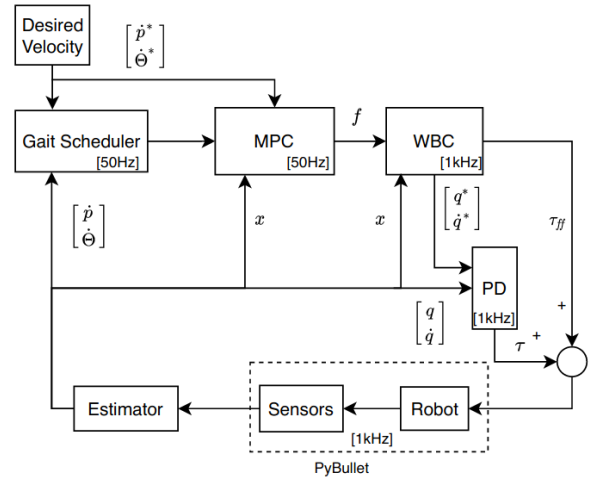 Desired
Velocity
[ṗ*
Θ̇*]
Gait Scheduler
[50Hz]
MPC
[50Hz]
f
WBC
[1kHz]
[ṗ
Θ̇]
x
x
[q*
q̇*]
τff
PD
[1kHz]
[q
q̇]
+
+
τ
Estimator
Sensors
Robot
[1kHz]
PyBullet